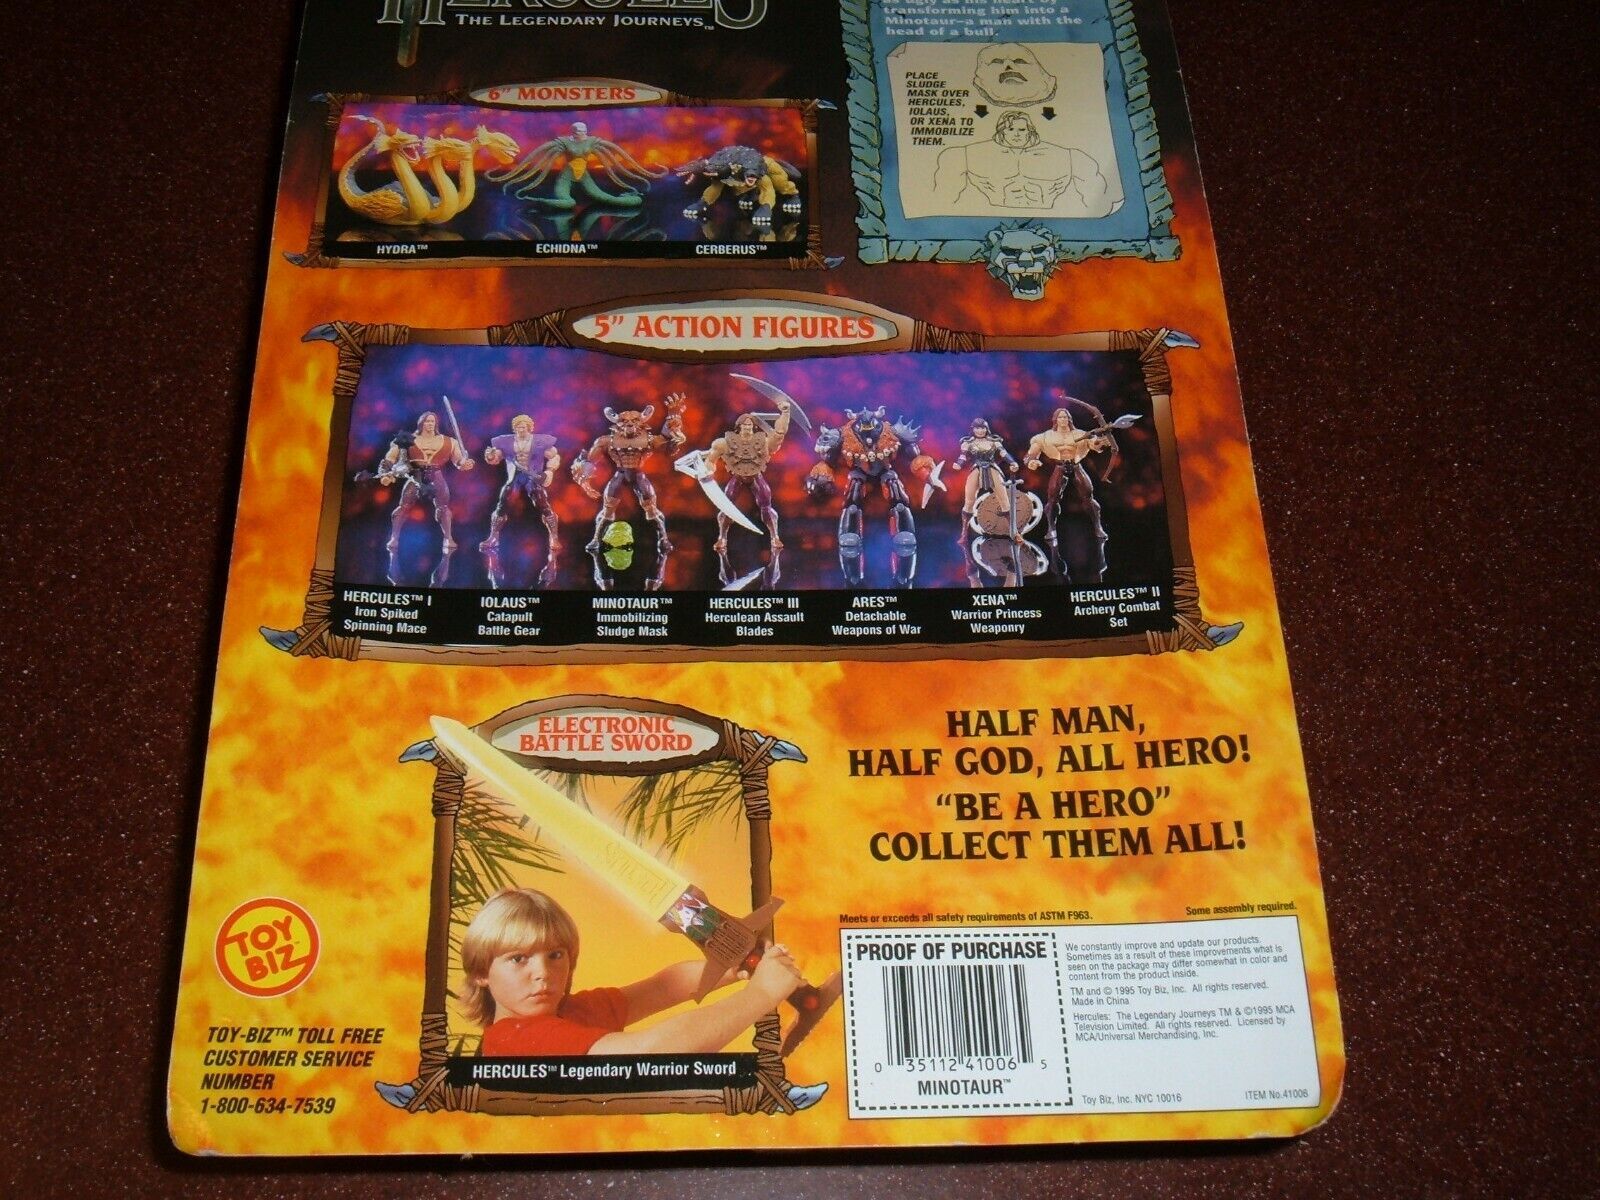 HERCULES
THE LEGENDARY JOURNEYS™
as ugly as his heart by
transforming him into a
Minotaur–a man with the
head of a bull.
PLACE
SLUDGE
MASK OVER
HERCULES,
IOLAUS,
OR XENA TO
IMMOBILIZE
THEM.
6" MONSTERS
HYDRA™
ECHIDNA™
CERBERUS™
5" ACTION FIGURES
HERCULES™ I
Iron Spiked
Spinning Mace
IOLAUS™
Catapult
Battle Gear
MINOTAUR™
Immobilizing
Sludge Mask
HERCULES™ III
Herculean Assault
Blades
ARES™
Detachable
Weapons of War
XENA™
Warrior Princess
Weaponry
HERCULES™ II
Archery Combat
Set
ELECTRONIC
BATTLE SWORD
HERCULES™ Legendary Warrior Sword
HALF MAN,
HALF GOD, ALL HERO!
“BE A HERO”
COLLECT THEM ALL!
TOY
BIZ™
TOY-BIZ™ TOLL FREE
CUSTOMER SERVICE
NUMBER
1-800-634-7539
Meets or exceeds all safety requirements of ASTM F963.
Some assembly required.
PROOF OF PURCHASE
0 35112 41006 5
MINOTAUR™
We constantly improve and update our products.
Sometimes as a result of these improvements what is
seen on the package may differ somewhat in color and
content from the product inside.
TM and © 1995 Toy Biz, Inc. All rights reserved.
Made in China
Hercules: The Legendary Journeys TM & ©1995 MCA
Television Limited. All rights reserved. Licensed by
MCA/Universal Merchandising, Inc.
Toy Biz, Inc. NYC 10016
ITEM No.41006